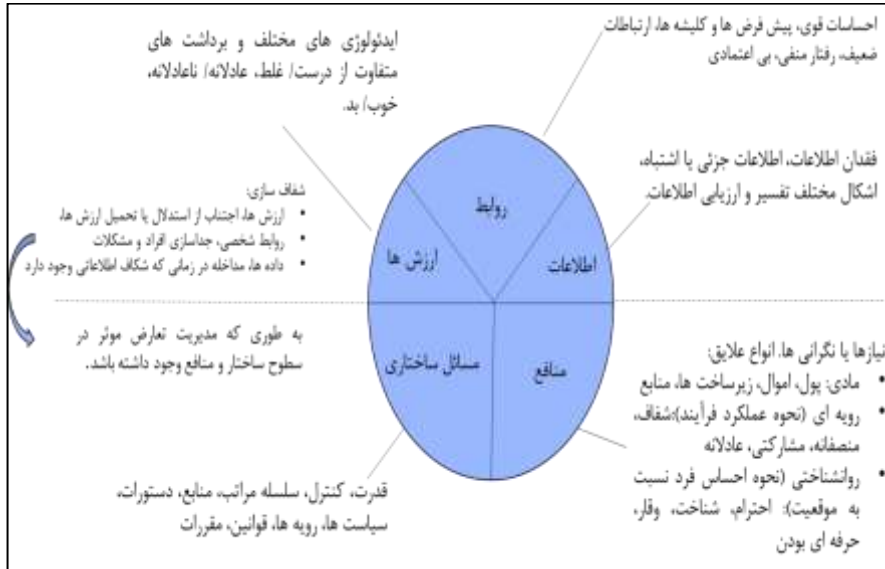 احساسات قوی، پیش فرض ها و کلیشه ها، ارتباطات
ضعیف، رفتار منفی، بی اعتمادی
ایدئولوژی های مختلف و برداشت های
متفاوت از درست/ غلط، عادلانه/ ناعادلانه،
خوب/ بد.
فقدان اطلاعات، اطلاعات جزئی یا اشتباه،
اشکال مختلف تفسیر و ارزیابی اطلاعات.
روابط
شفاف سازی:
• ارزش ها، اجتناب از استدلال یا تحمیل ارزش ها،
• روابط شخصی، جداسازی افراد و مشکلات
• داده ها، مداخله در زمانی که شکاف اطلاعاتی وجود دارد
اطلاعات
ارزش ها
به طوری که مدیریت تعارض موثر در
سطوح ساختار و منافع وجود داشته باشد.
مسائل ساختاری
منافع
نیازها یا نگرانی ها. انواع علایق:
• مادی: پول، اموال، زیرساخت ها، منابع
• رویه ای (نحوه عملکرد فرآیند):شفاف،
منصفانه، مشارکتی، عادلانه
• روانشناختی (نحوه احساس فرد نسبت
به موقعیت): احترام، شناخت، وقار،
حرفه ای بودن
قدرت، کنترل، سلسله مراتب، منابع، دستورات،
سیاست ها، رویه ها، قوانین، مقررات